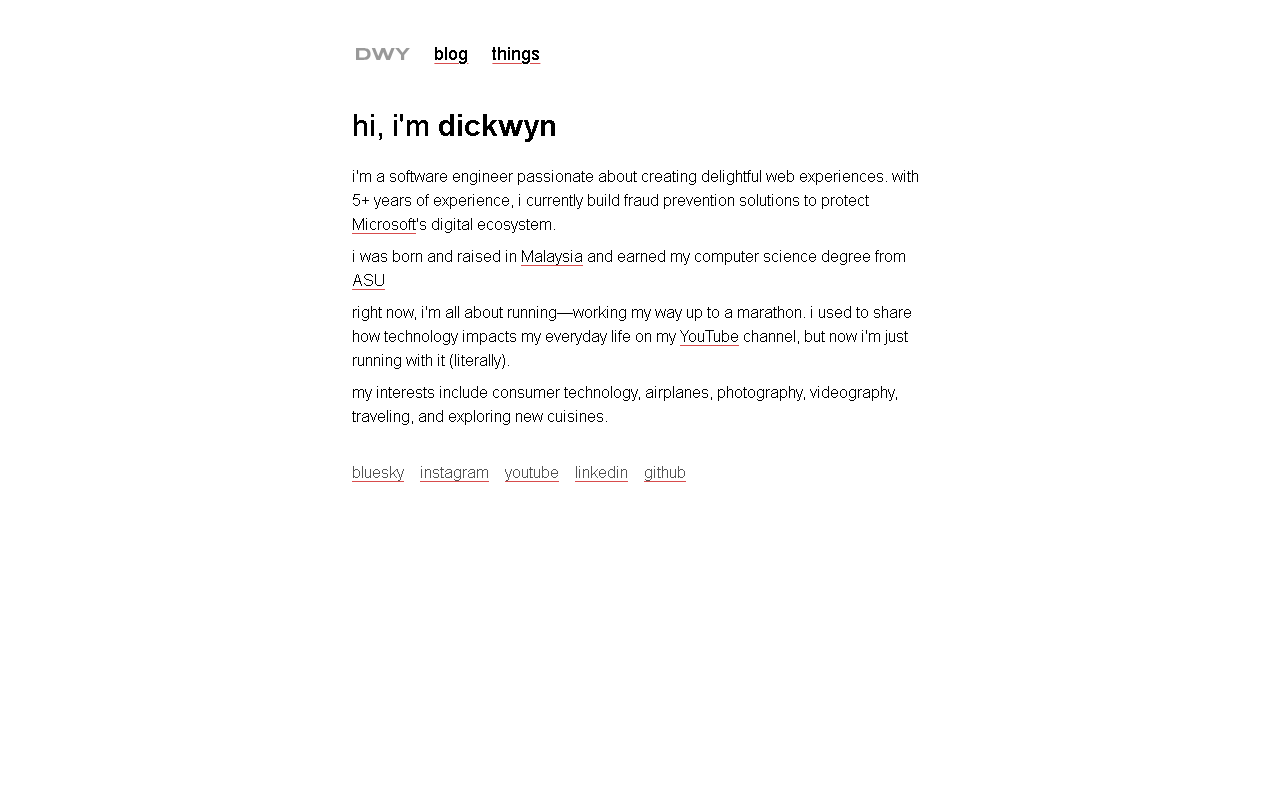 DWY blog things
hi, i'm dickwyn
i'm a software engineer passionate about creating delightful web experiences. with
5+ years of experience, i currently build fraud prevention solutions to protect
Microsoft's digital ecosystem.
i was born and raised in Malaysia and earned my computer science degree from
ASU
right now, i'm all about running—working my way up to a marathon. i used to share
how technology impacts my everyday life on my YouTube channel, but now i'm just
running with it (literally).
my interests include consumer technology, airplanes, photography, videography,
traveling, and exploring new cuisines.
bluesky instagram youtube linkedin github